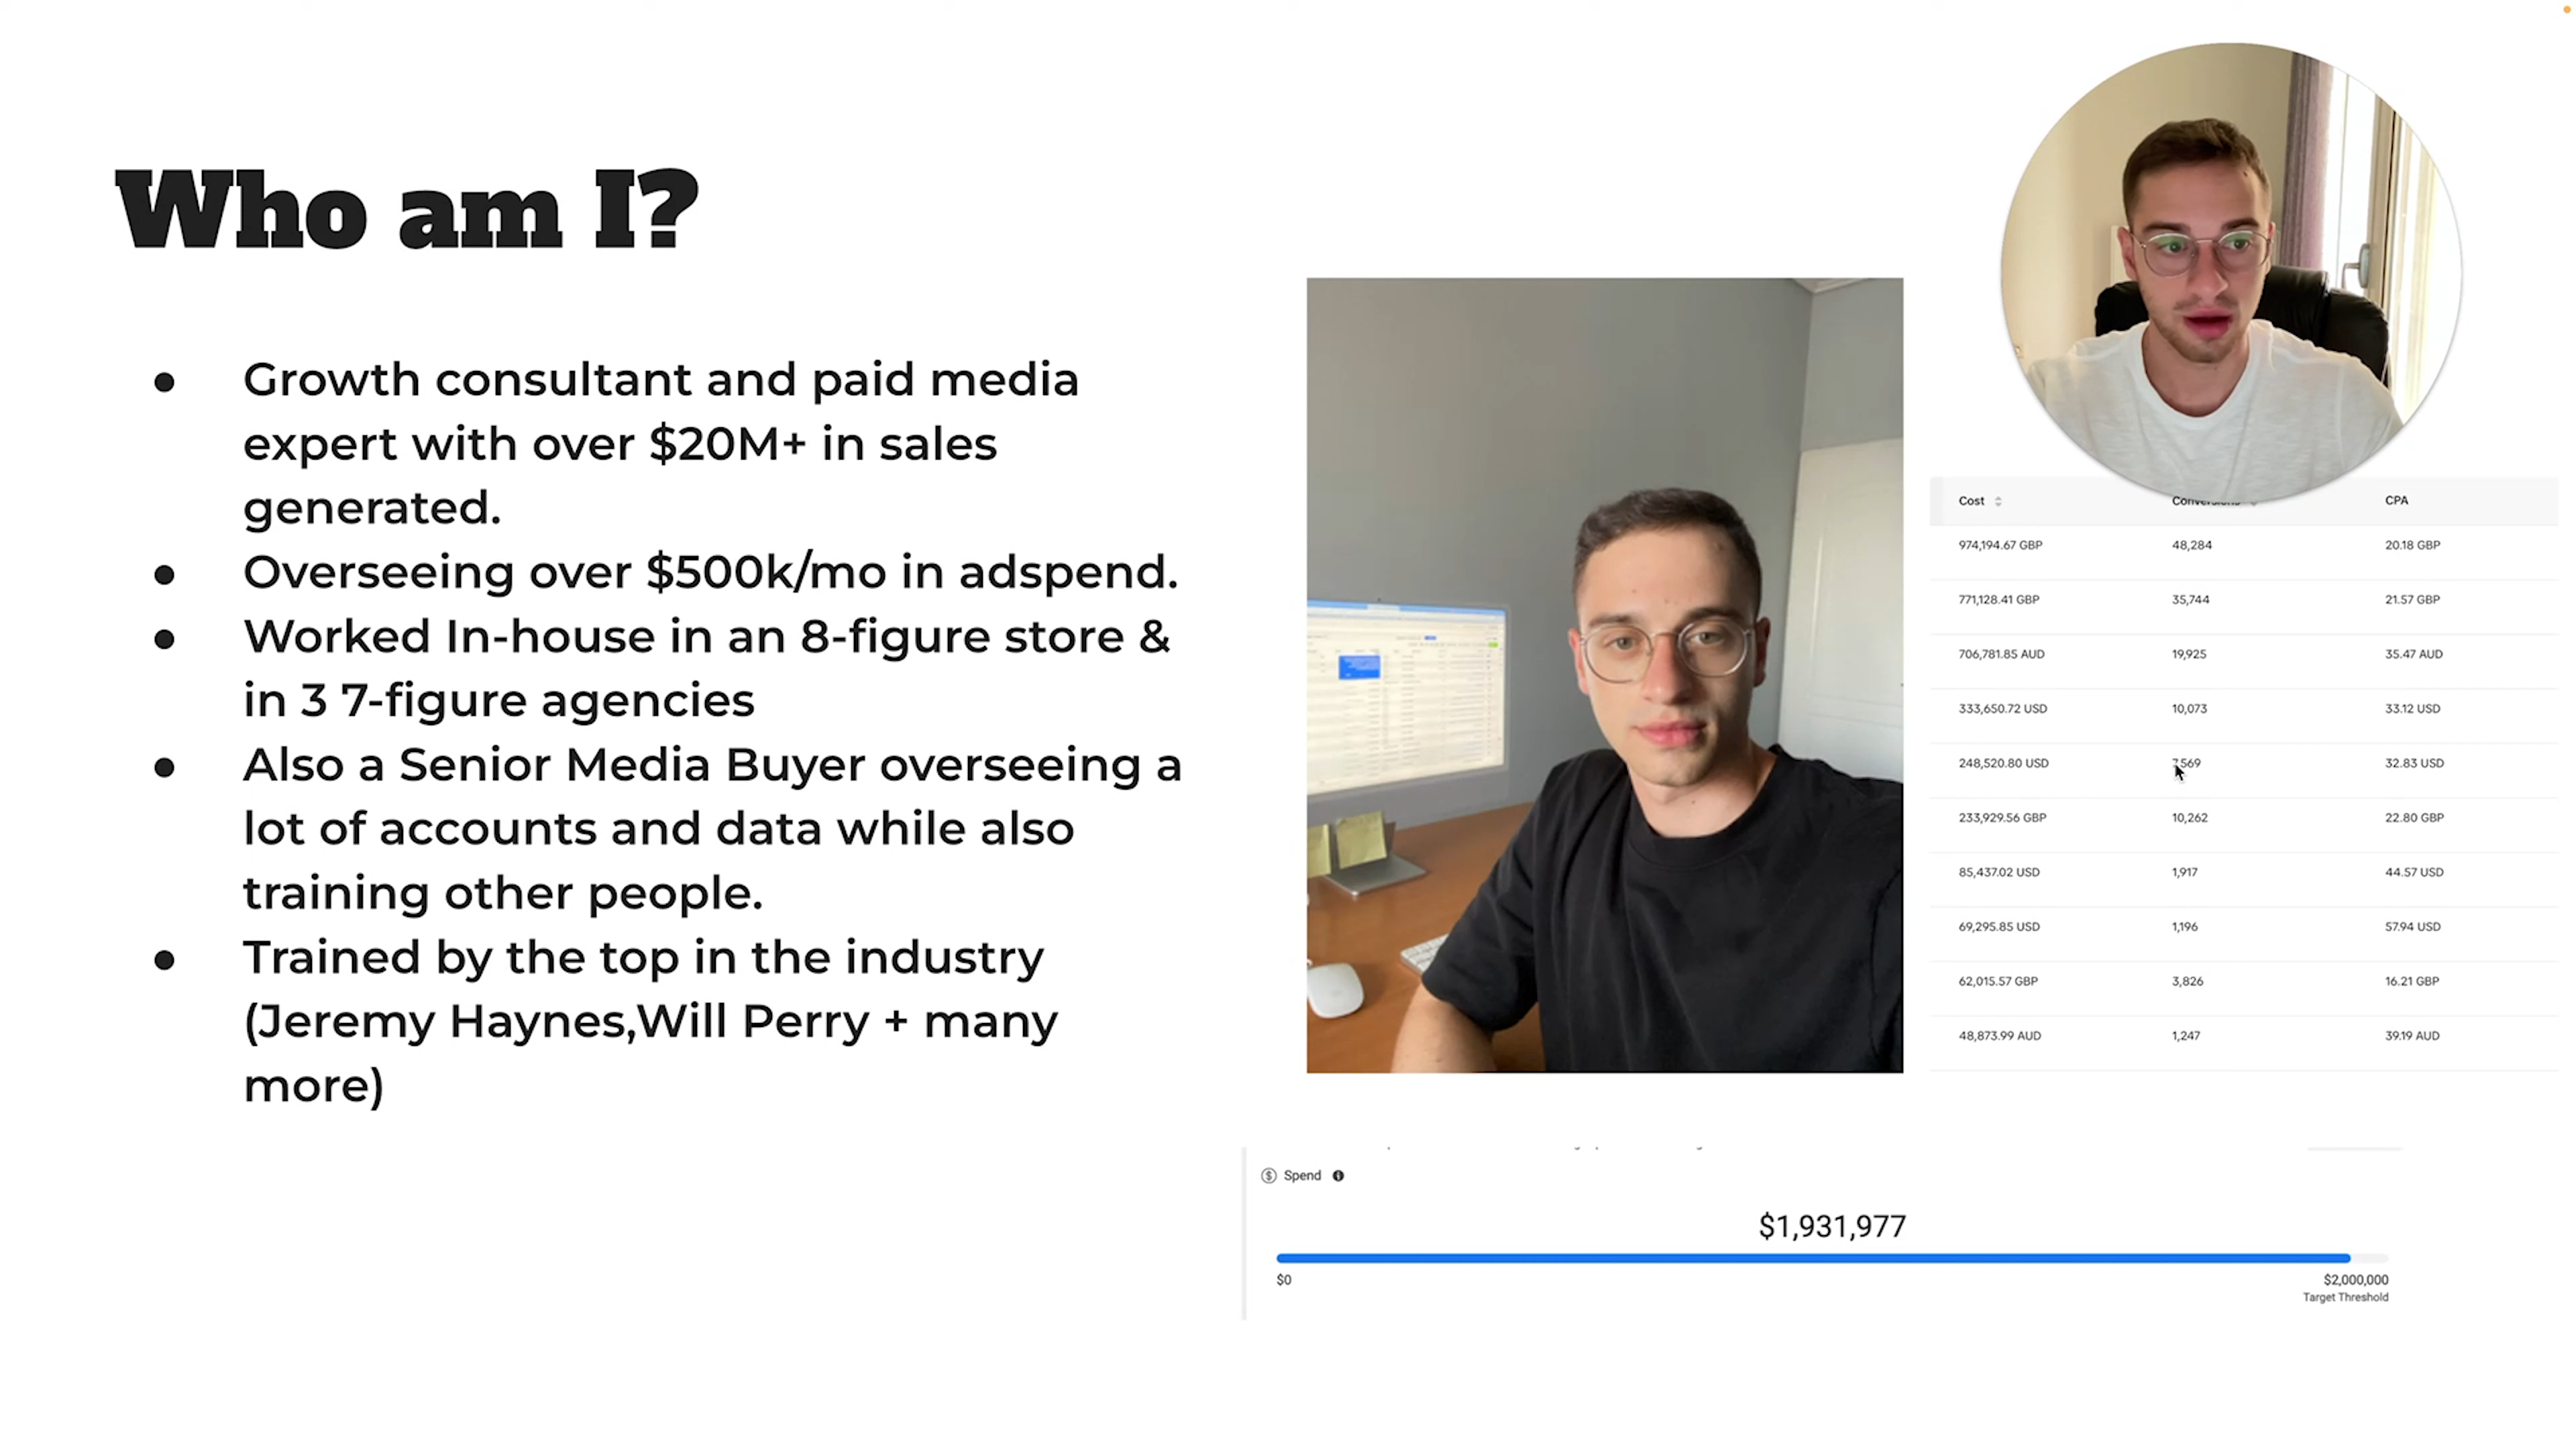 Who am I?
● Growth consultant and paid media
expert with over $20M+ in sales
generated.
● Overseeing over $500k/mo in adspend.
● Worked In-house in an 8-figure store &
in 3 7-figure agencies
● Also a Senior Media Buyer overseeing a
lot of accounts and data while also
training other people.
● Trained by the top in the industry
(Jeremy Haynes,Will Perry + many
more)
Cost Conversions CPA
974,194.67 GBP 48,284 20.18 GBP
771,128.41 GBP 35,744 21.57 GBP
706,781.85 AUD 19,925 35.47 AUD
333,650.72 USD 10,073 33.12 USD
248,520.80 USD 7,569 32.83 USD
233,929.56 GBP 10,262 22.80 GBP
85,437.02 USD 1,917 44.57 USD
69,295.85 USD 1,196 57.94 USD
62,015.57 GBP 3,826 16.21 GBP
48,873.99 AUD 1,247 39.19 AUD
Spend
$1,931,977
$0 $2,000,000
Target Threshold